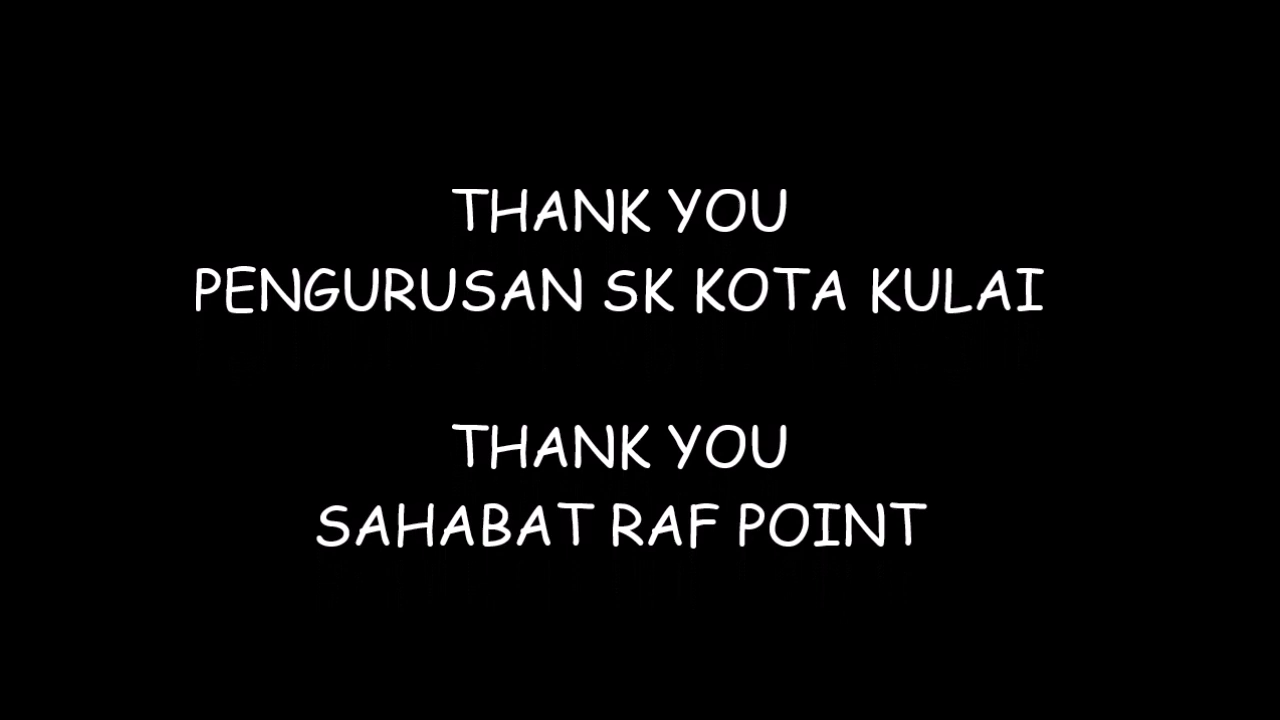 THANK YOU
PENGURUSAN SK KOTA KULAI
THANK YOU
SAHABAT RAF POINT